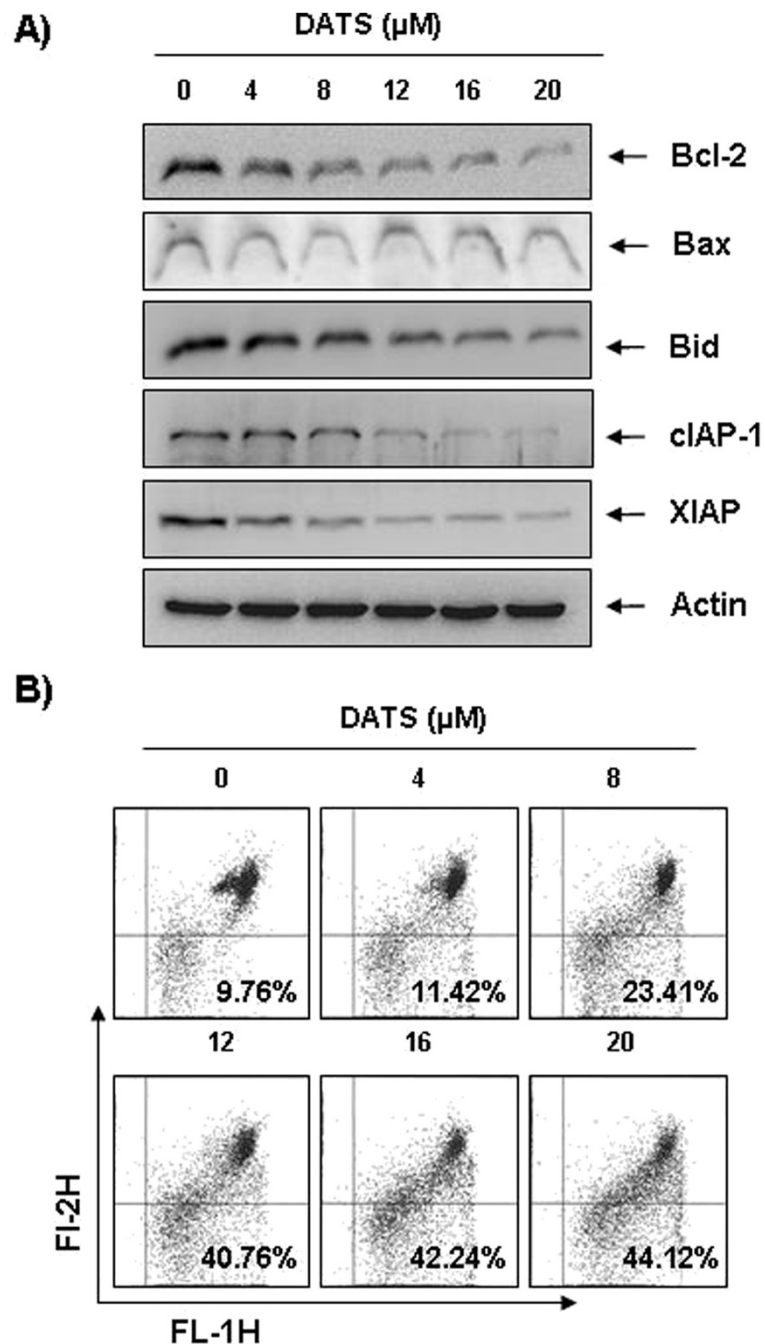 A)
DATS (µM)
0 4 8 12 16 20
Bcl-2
Bax
Bid
cIAP-1
XIAP
Actin
B)
DATS (µM)
0 4 8
9.76% 11.42% 23.41%
12 16 20
40.76% 42.24% 44.12%
Fl-2H
FL-1H